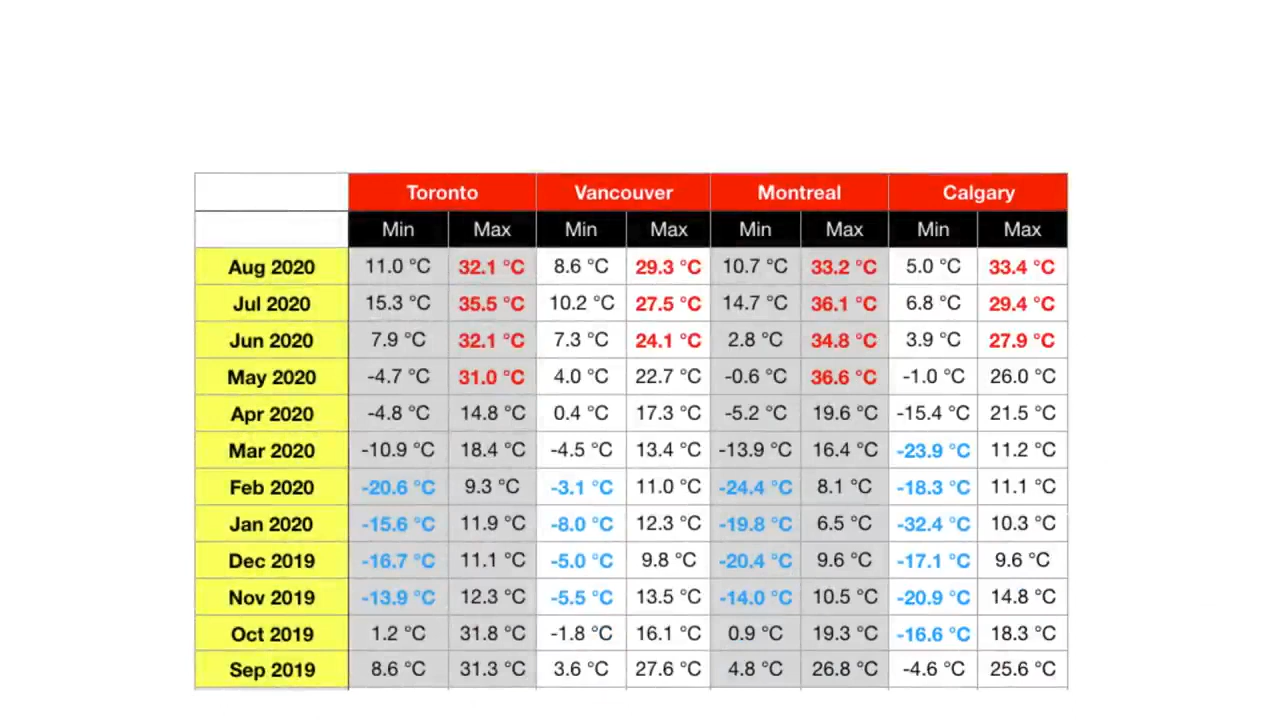 Toronto Vancouver Montreal Calgary
Min Max Min Max Min Max Min Max
Aug 2020 11.0 °C 32.1 °C 8.6 °C 29.3 °C 10.7 °C 33.2 °C 5.0 °C 33.4 °C
Jul 2020 15.3 °C 35.5 °C 10.2 °C 27.5 °C 14.7 °C 36.1 °C 6.8 °C 29.4 °C
Jun 2020 7.9 °C 32.1 °C 7.3 °C 24.1 °C 2.8 °C 34.8 °C 3.9 °C 27.9 °C
May 2020 -4.7 °C 31.0 °C 4.0 °C 22.7 °C -0.6 °C 36.6 °C -1.0 °C 26.0 °C
Apr 2020 -4.8 °C 14.8 °C 0.4 °C 17.3 °C -5.2 °C 19.6 °C -15.4 °C 21.5 °C
Mar 2020 -10.9 °C 18.4 °C -4.5 °C 13.4 °C -13.9 °C 16.4 °C -23.9 °C 11.2 °C
Feb 2020 -20.6 °C 9.3 °C -3.1 °C 11.0 °C -24.4 °C 8.1 °C -18.3 °C 11.1 °C
Jan 2020 -15.6 °C 11.9 °C -8.0 °C 12.3 °C -19.8 °C 6.5 °C -32.4 °C 10.3 °C
Dec 2019 -16.7 °C 11.1 °C -5.0 °C 9.8 °C -20.4 °C 9.6 °C -17.1 °C 9.6 °C
Nov 2019 -13.9 °C 12.3 °C -5.5 °C 13.5 °C -14.0 °C 10.5 °C -20.9 °C 14.8 °C
Oct 2019 1.2 °C 31.8 °C -1.8 °C 16.1 °C 0.9 °C 19.3 °C -16.6 °C 18.3 °C
Sep 2019 8.6 °C 31.3 °C 3.6 °C 27.6 °C 4.8 °C 26.8 °C -4.6 °C 25.6 °C